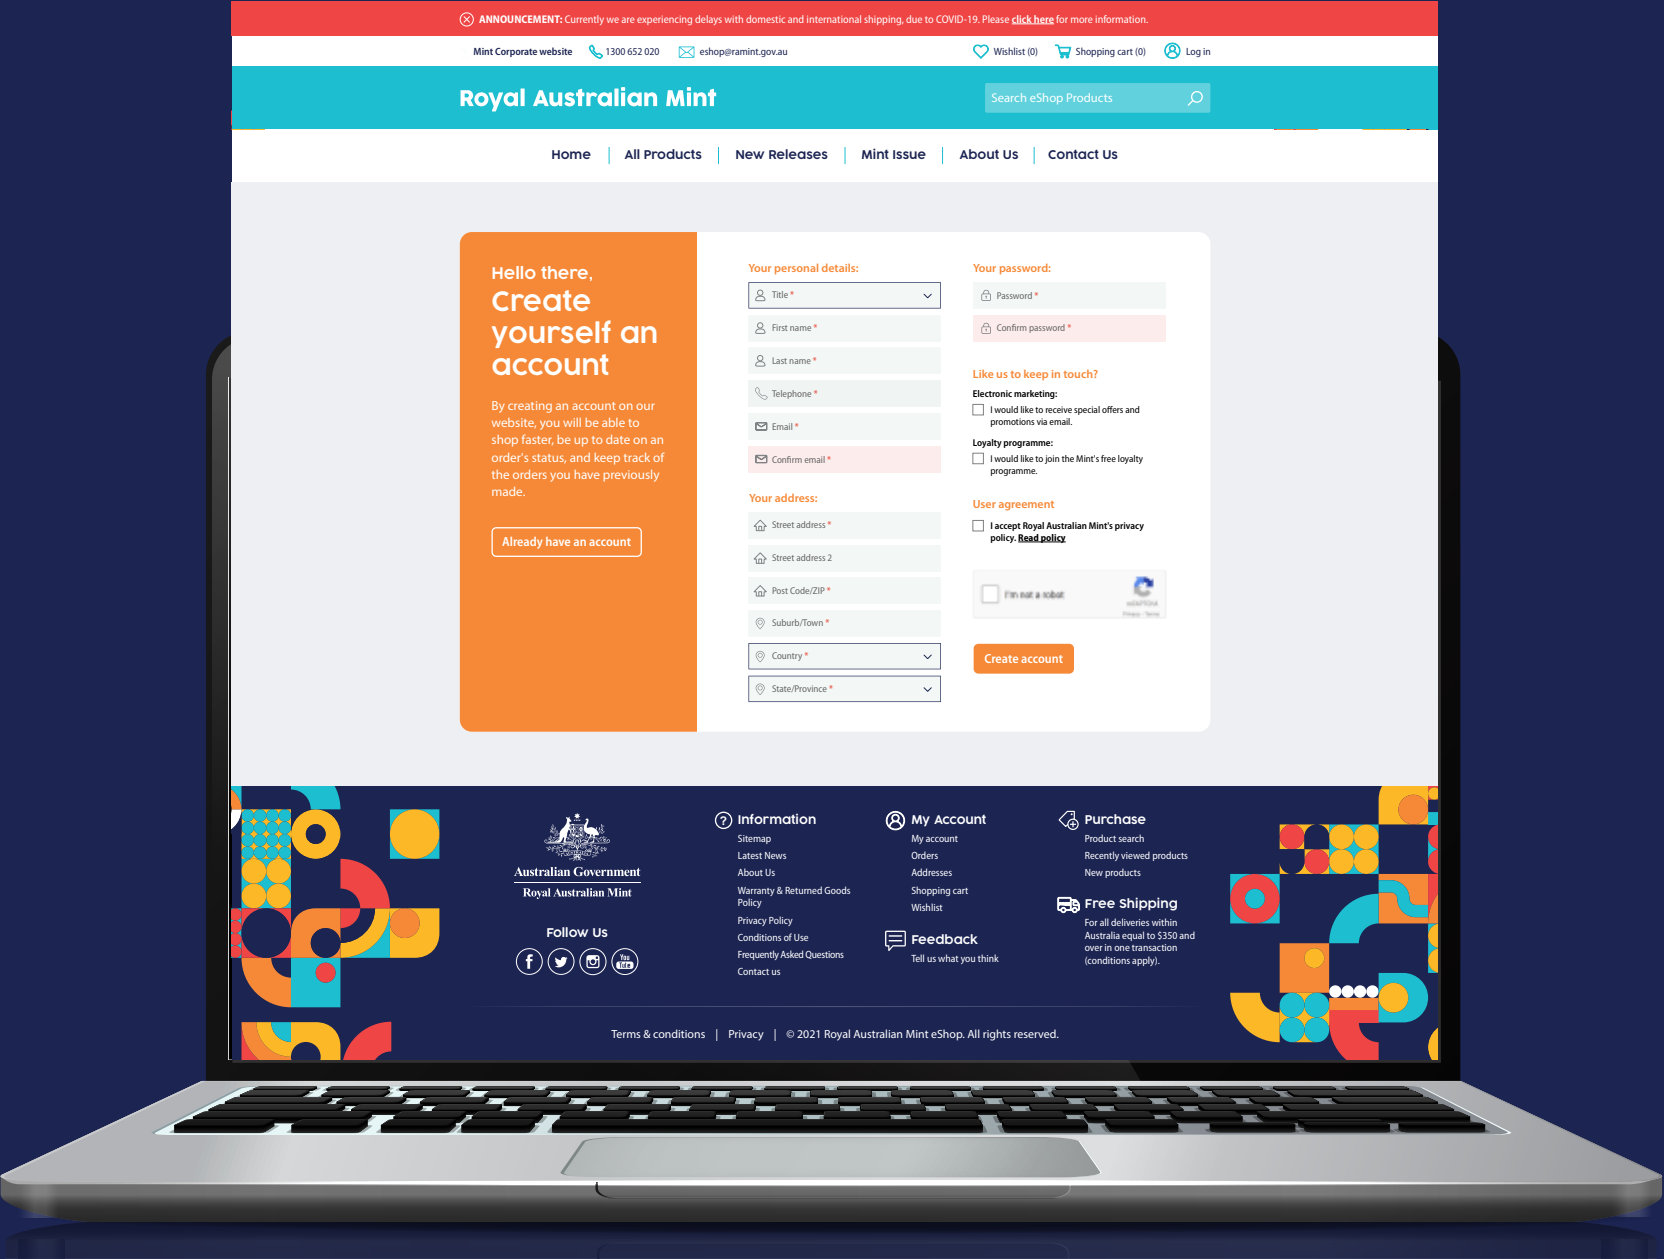 ANNOUNCEMENT: Currently we are experiencing delays with domestic and international shipping, due to COVID-19. Please click here for more information.
Mint Corporate website 1300 652 020 eshop@ramint.gov.au Wishlist (0) Shopping cart (0) Log in
Royal Australian Mint
Search eShop Products
Home | All Products | New Releases | Mint Issue | About Us | Contact Us
Hello there,
Create
yourself an
account
By creating an account on our
website, you will be able to
shop faster, be up to date on an
order's status, and keep track of
the orders you have previously
made.
Already have an account
Your personal details:
Title *
First name *
Last name *
Telephone *
Email *
Confirm email *
Your address:
Street address *
Street address 2
Post Code/ZIP *
Suburb/Town *
Country *
State/Province *
Your password:
Password *
Confirm password *
Like us to keep in touch?
Electronic marketing:
I would like to receive special offers and
promotions via email.
Loyalty programme:
I would like to join the Mint's free loyalty
programme.
User agreement
I accept Royal Australian Mint's privacy
policy. Read policy
I'm not a robot
reCAPTCHA
Privacy - Terms
Create account
Australian Government
Royal Australian Mint
Follow Us
You
Tube
Information
Sitemap
Latest News
About Us
Warranty & Returned Goods
Policy
Privacy Policy
Conditions of Use
Frequently Asked Questions
Contact us
My Account
My account
Orders
Addresses
Shopping cart
Wishlist
Feedback
Tell us what you think
Purchase
Product search
Recently viewed products
New products
Free Shipping
For all deliveries within
Australia equal to $350 and
over in one transaction
(conditions apply).
Terms & conditions | Privacy | © 2021 Royal Australian Mint eShop. All rights reserved.